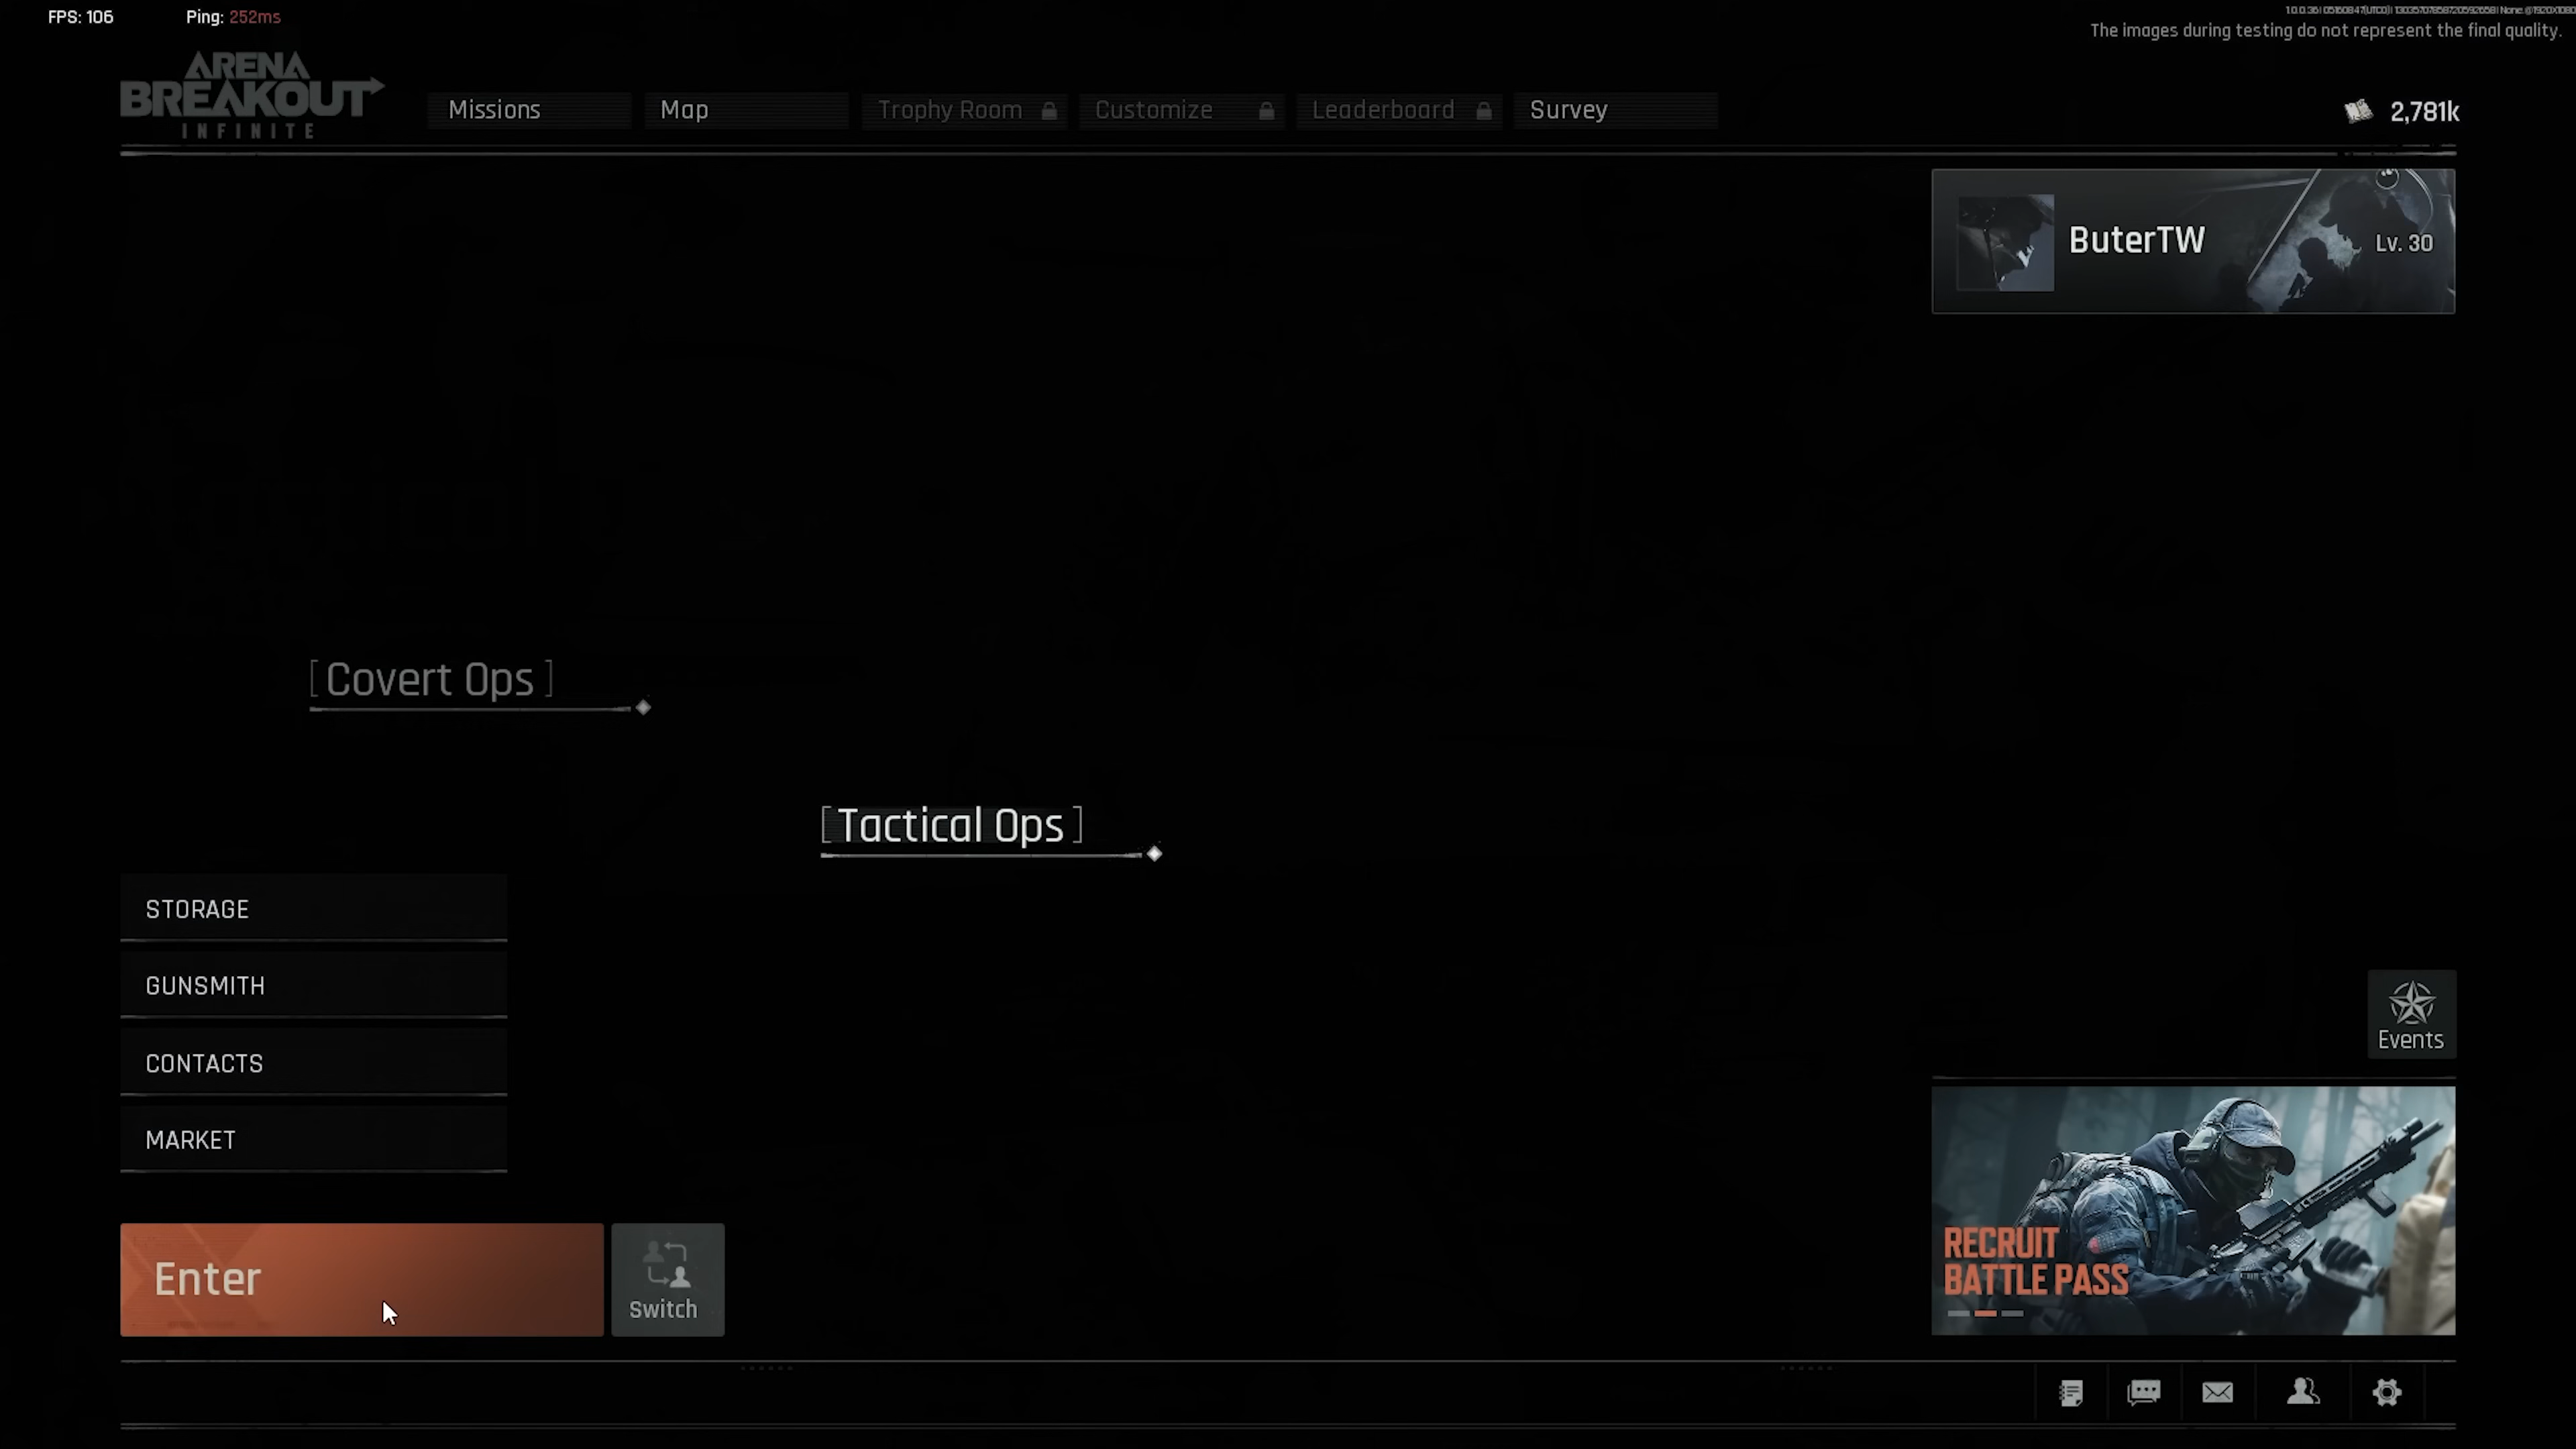 FPS: 106 Ping: 252ms
The images during testing do not represent the final quality.
ARENA
BREAKOUT
INFINITE
Missions
Map
Trophy Room
Customize
Leaderboard
Survey
2,781k
ButerTW
Lv. 30
[ Covert Ops ]
[ Tactical Ops ]
STORAGE
GUNSMITH
CONTACTS
MARKET
Enter
Switch
Events
RECRUIT
BATTLE PASS